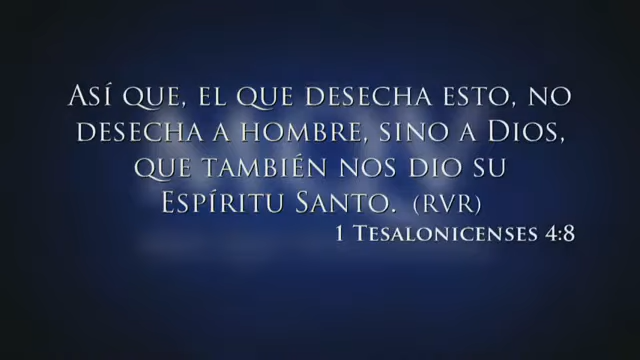 Así que, el que desecha esto, no
desecha a hombre, sino a Dios,
que también nos dio su
Espíritu Santo. (RVR)
1 Tesalonicenses 4:8